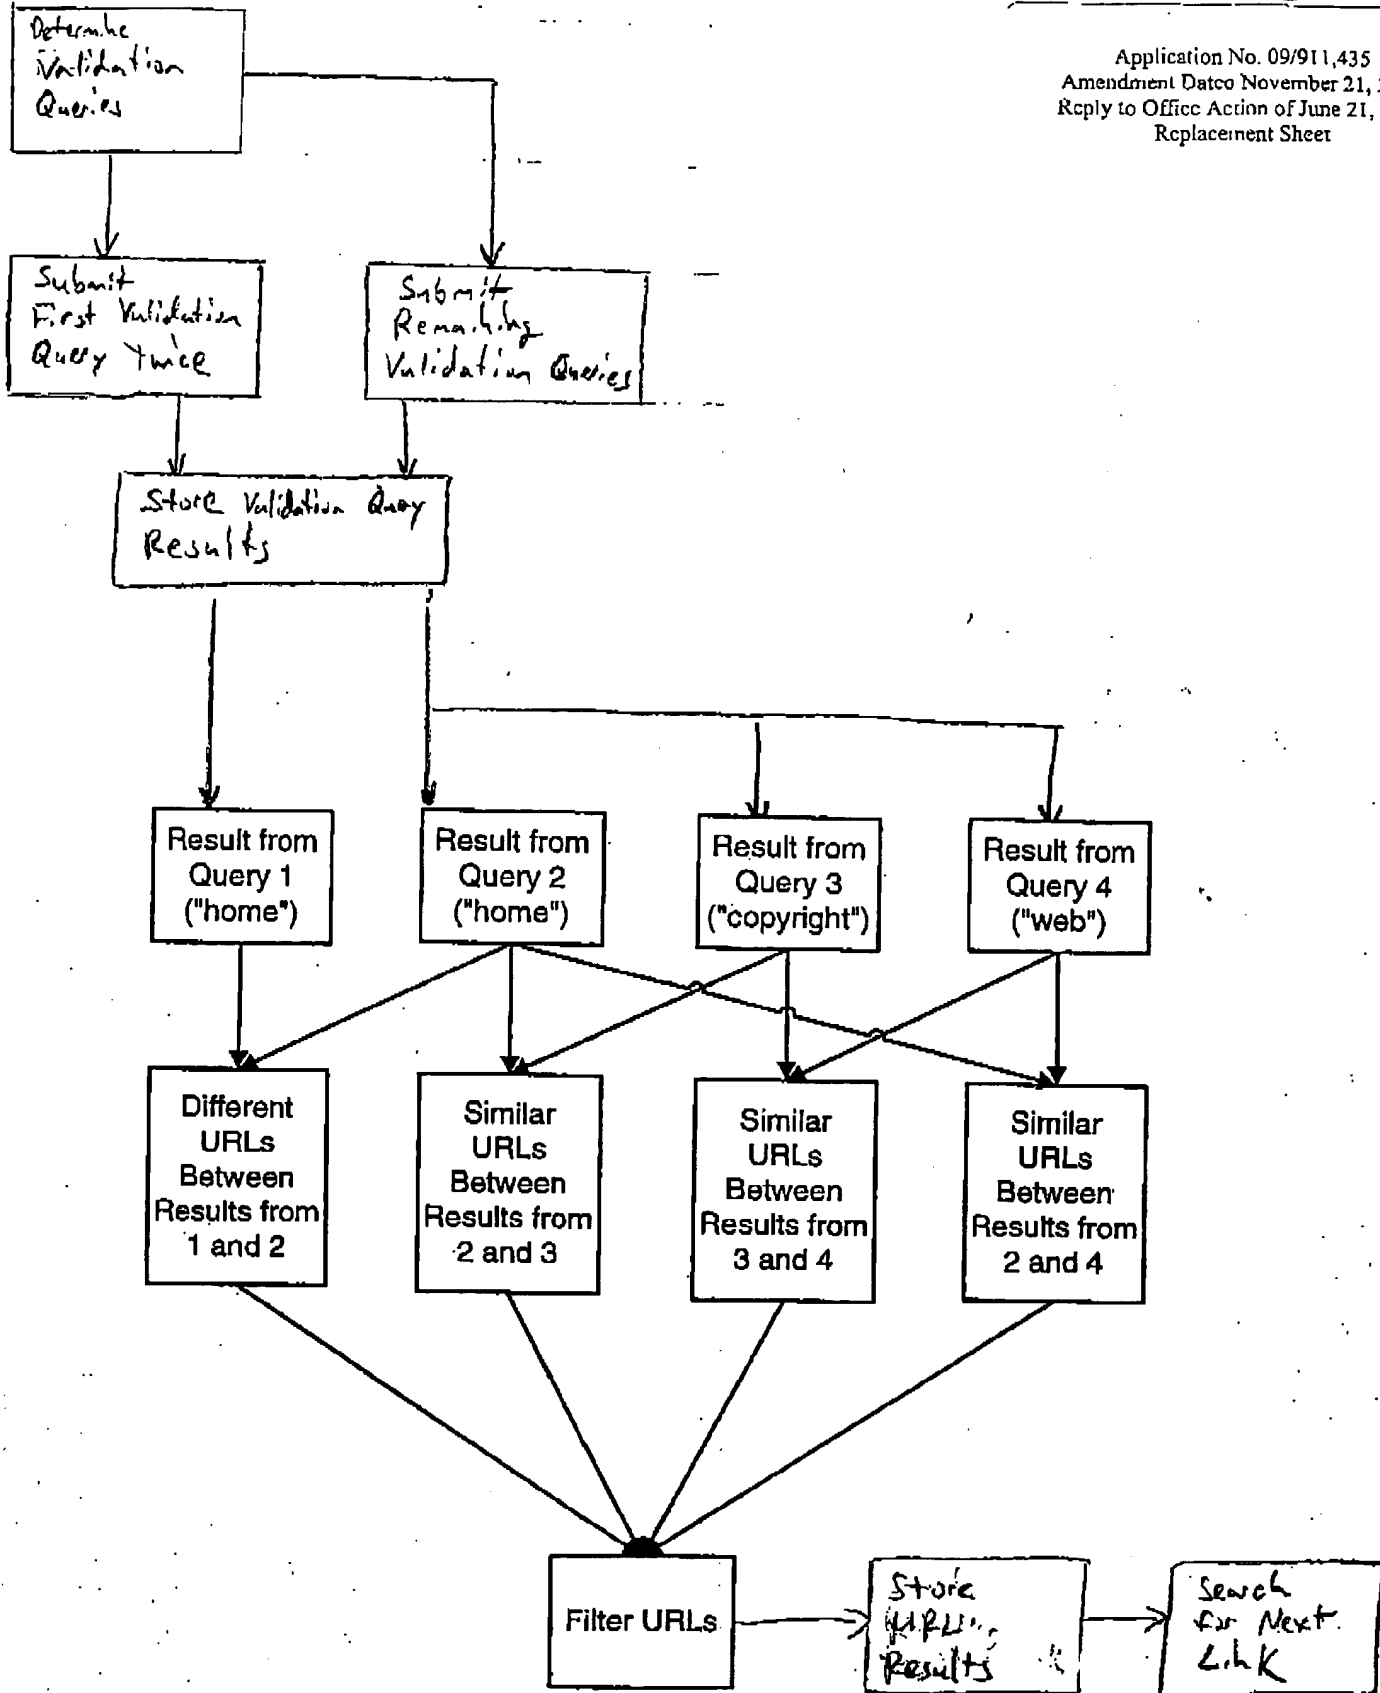 Application No. 09/911,435
Amendment Dated November 21,
Reply to Office Action of June 21,
Replacement Sheet
Determine
Validation
Queries
Submit
First Validation
Query Twice
Submit
Remaining
Validation Queries
Store Validation Query
Results
Result from
Query 1
("home")
Result from
Query 2
("home")
Result from
Query 3
("copyright")
Result from
Query 4
("web")
Different
URLs
Between
Results from
1 and 2
Similar
URLs
Between
Results from
2 and 3
Similar
URLs
Between
Results from
3 and 4
Similar
URLs
Between
Results from
2 and 4
Filter URLs
Store
Results
Search
for Next
Link